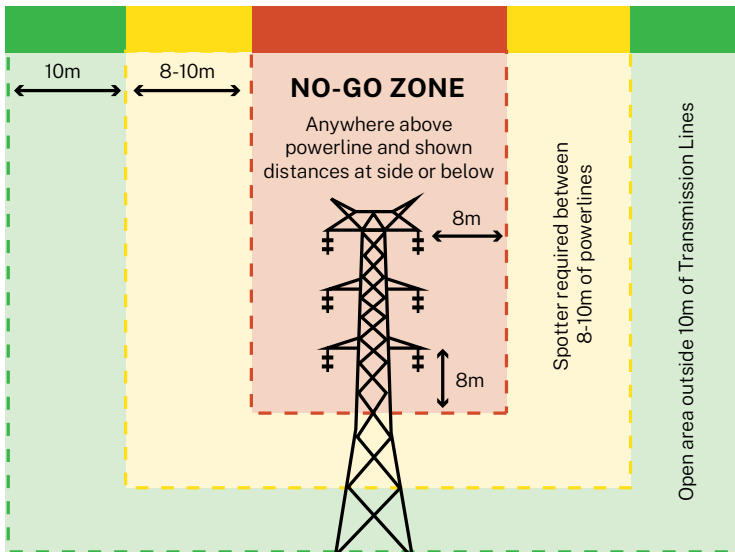 10m
8-10m
NO-GO ZONE
Anywhere above
powerline and shown
distances at side or below
8m
8m
Spotter required between
8-10m of powerlines
Open area outside 10m of Transmission Lines